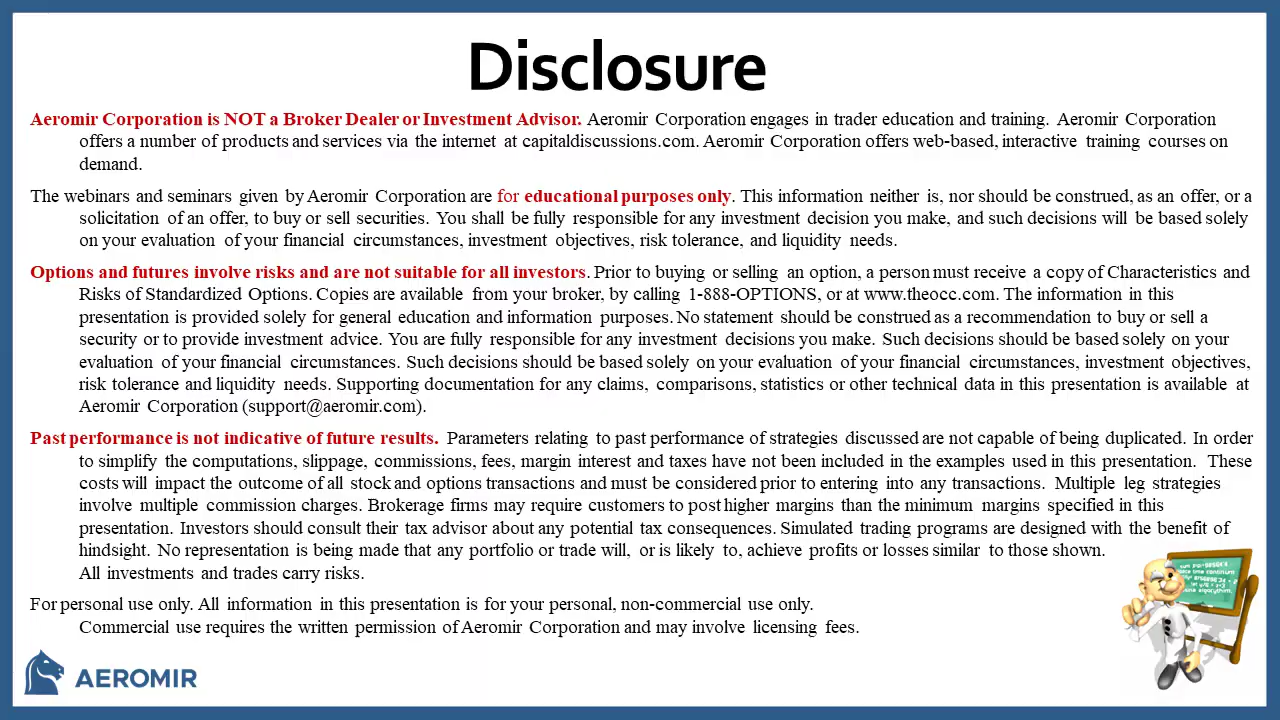 Disclosure
Aeromir Corporation is NOT a Broker Dealer or Investment Advisor. Aeromir Corporation engages in trader education and training. Aeromir Corporation
offers a number of products and services via the internet at capitaldiscussions.com. Aeromir Corporation offers web-based, interactive training courses on
demand.
The webinars and seminars given by Aeromir Corporation are for educational purposes only. This information neither is, nor should be construed, as an offer, or a
solicitation of an offer, to buy or sell securities. You shall be fully responsible for any investment decision you make, and such decisions will be based solely
on your evaluation of your financial circumstances, investment objectives, risk tolerance, and liquidity needs.
Options and futures involve risks and are not suitable for all investors. Prior to buying or selling an option, a person must receive a copy of Characteristics and
Risks of Standardized Options. Copies are available from your broker, by calling 1-888-OPTIONS, or at www.theocc.com. The information in this
presentation is provided solely for general education and information purposes. No statement should be construed as a recommendation to buy or sell a
security or to provide investment advice. You are fully responsible for any investment decisions you make. Such decisions should be based solely on your
evaluation of your financial circumstances. Such decisions should be based solely on your evaluation of your financial circumstances, investment objectives,
risk tolerance and liquidity needs. Supporting documentation for any claims, comparisons, statistics or other technical data in this presentation is available at
Aeromir Corporation (support@aeromir.com).
Past performance is not indicative of future results. Parameters relating to past performance of strategies discussed are not capable of being duplicated. In order
to simplify the computations, slippage, commissions, fees, margin interest and taxes have not been included in the examples used in this presentation. These
costs will impact the outcome of all stock and options transactions and must be considered prior to entering into any transactions. Multiple leg strategies
involve multiple commission charges. Brokerage firms may require customers to post higher margins than the minimum margins specified in this
presentation. Investors should consult their tax advisor about any potential tax consequences. Simulated trading programs are designed with the benefit of
hindsight. No representation is being made that any portfolio or trade will, or is likely to, achieve profits or losses similar to those shown.
All investments and trades carry risks.
For personal use only. All information in this presentation is for your personal, non-commercial use only.
Commercial use requires the written permission of Aeromir Corporation and may involve licensing fees.
AEROMIR